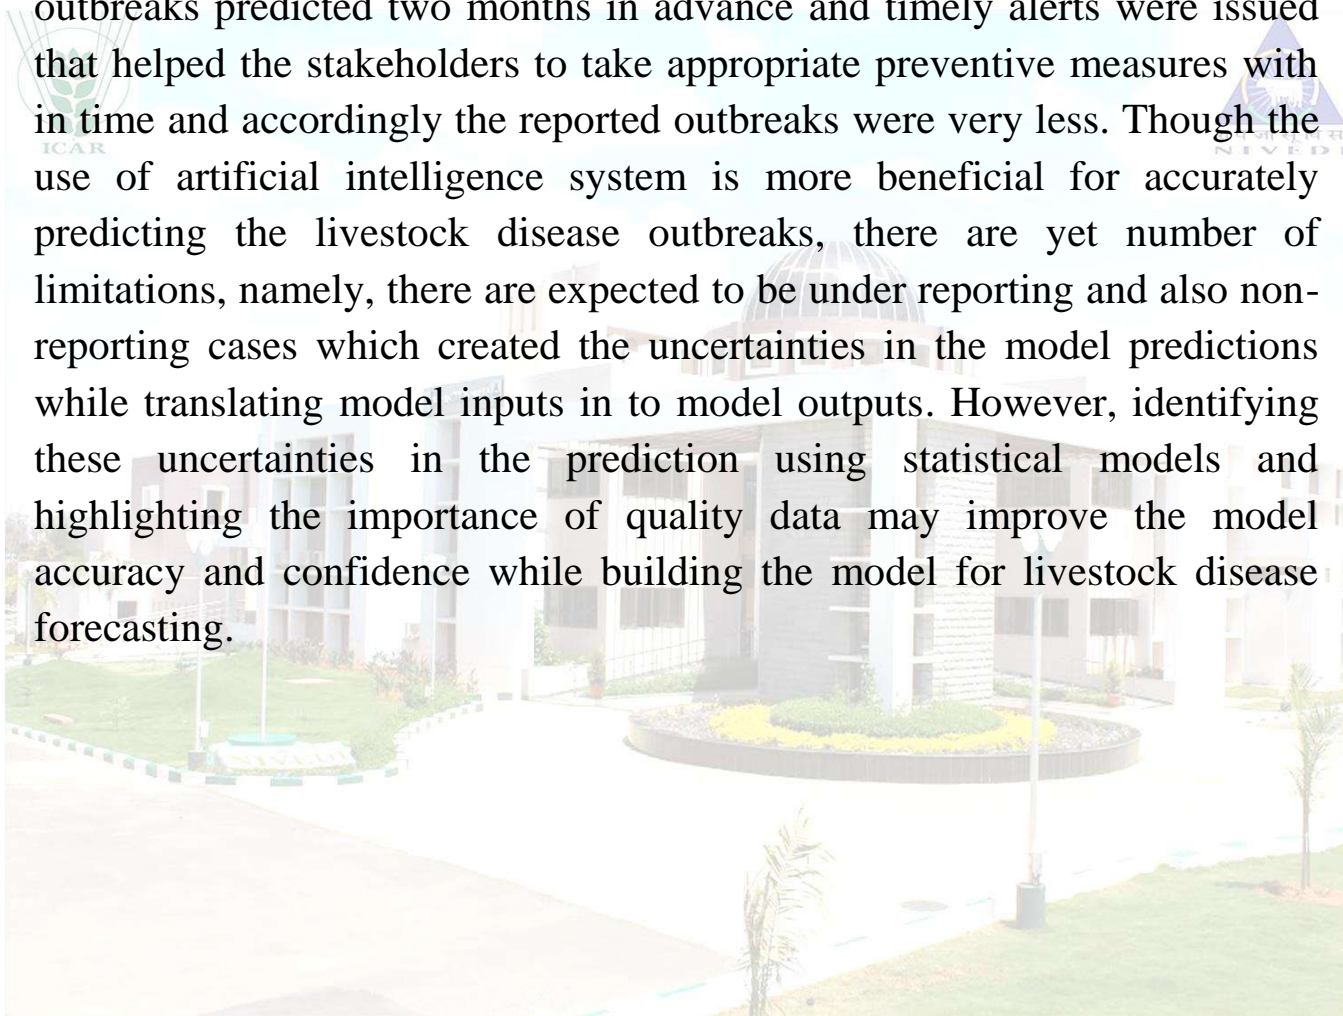 outbreaks predicted two months in advance and timely alerts were issued
that helped the stakeholders to take appropriate preventive measures with
in time and accordingly the reported outbreaks were very less. Though the
ICAR
NIVEDI
use of artificial intelligence system is more beneficial for accurately
predicting the livestock disease outbreaks, there are yet number of
limitations, namely, there are expected to be under reporting and also non-
reporting cases which created the uncertainties in the model predictions
while translating model inputs in to model outputs. However, identifying
these uncertainties in the prediction using statistical models and
highlighting the importance of quality data may improve the model
accuracy and confidence while building the model for livestock disease
forecasting.
NIVEDI